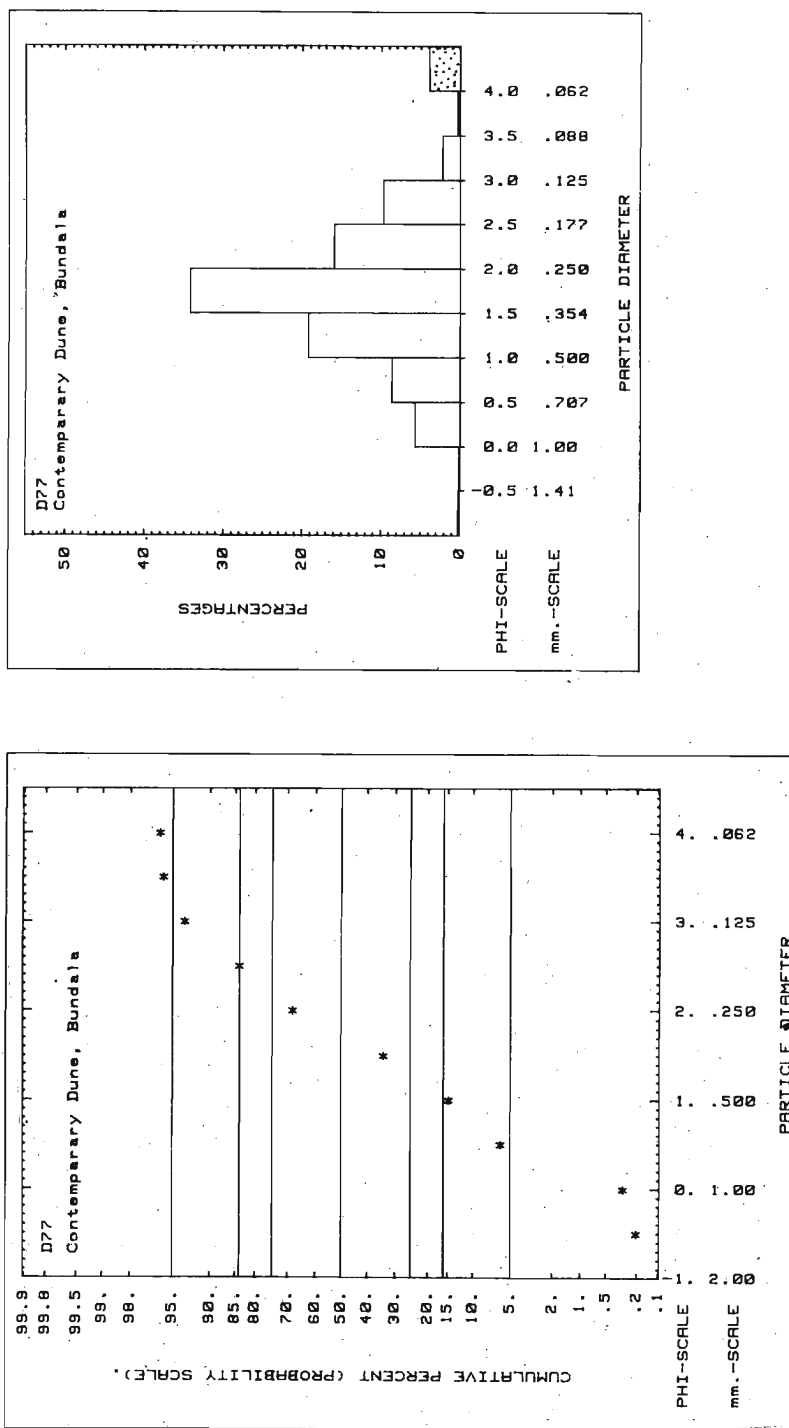 D77
Contemparary Dune, Bundala
PERCENTAGES
50
40
30
20
10
0
PHI-SCALE -0.5 0.0 0.5 1.0 1.5 2.0 2.5 3.0 3.5 4.0
mm.-SCALE 1.41 1.00 .707 .500 .354 .250 .177 .125 .088 .062
PARTICLE DIAMETER
D77
Contemparary Dune, Bundala
CUMULATIVE PERCENT (PROBABILITY SCALE).
99.9
99.8
99.5
99.
98.
95.
90.
85.
80.
70.
60.
50.
40.
30.
20.
15.
10.
5.
2.
1.
.5
.2
.1
PHI-SCALE -1. 0. 1. 2. 3. 4.
mm.-SCALE 2.00 1.00 .500 .250 .125 .062
PARTICLE DIAMETER